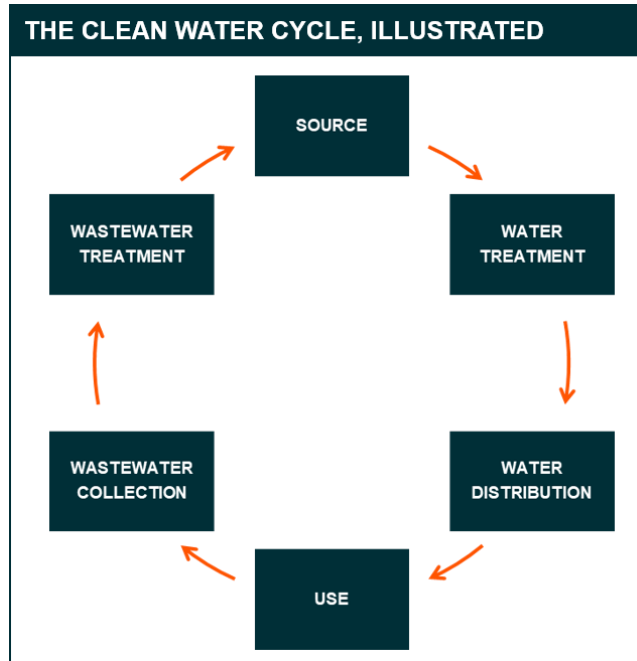 THE CLEAN WATER CYCLE, ILLUSTRATED
SOURCE
WATER
TREATMENT
WATER
DISTRIBUTION
USE
WASTEWATER
COLLECTION
WASTEWATER
TREATMENT